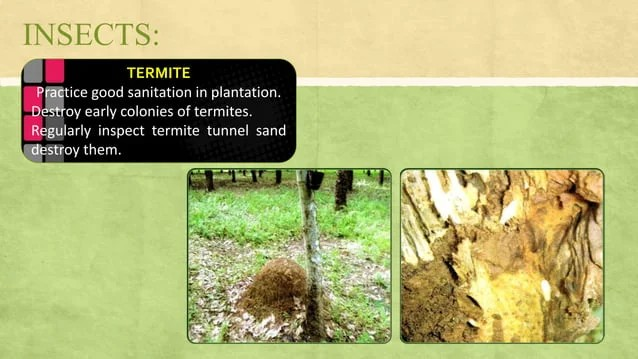 INSECTS:
TERMITE
Practice good sanitation in plantation.
Destroy early colonies of termites.
Regularly inspect termite tunnel sand
destroy them.